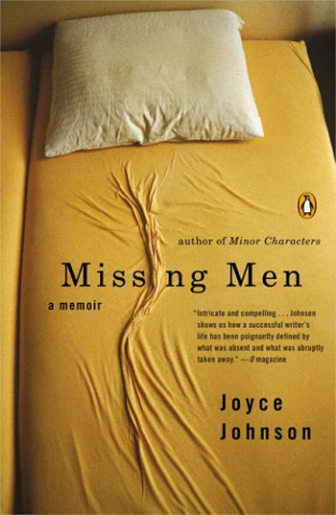 author of Minor Characters
Missing Men
a memoir
"Intricate and compelling . . . Johnson
shows us how a successful writer's
life has been poignantly defined by
what was absent and what was abruptly
taken away." —O magazine
Joyce
Johnson